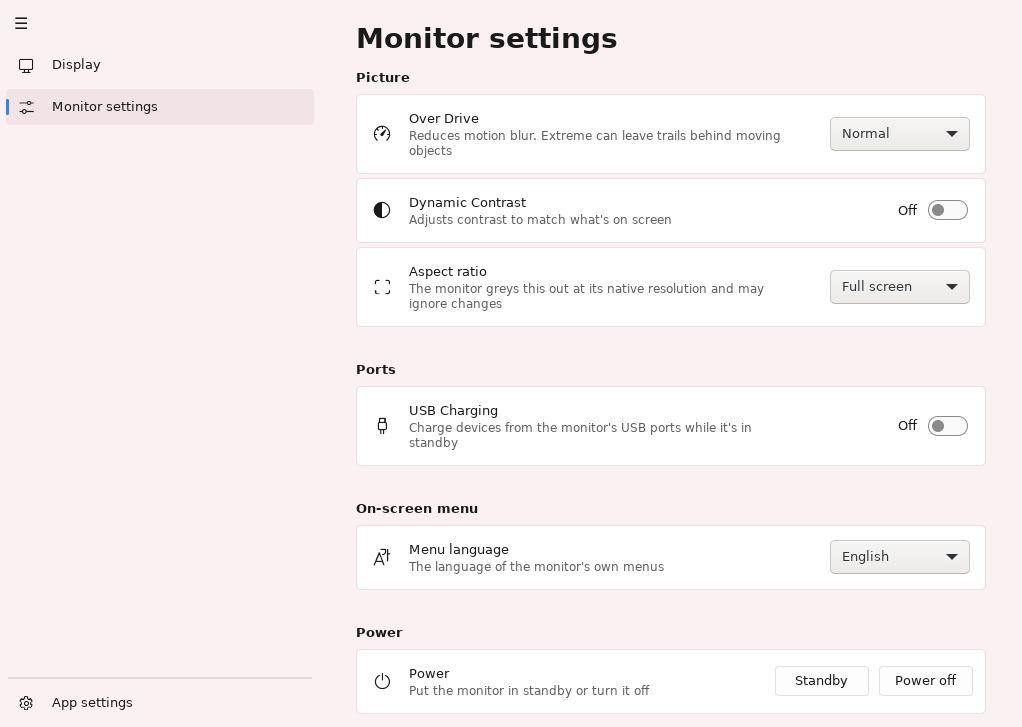 Display
Monitor settings
App settings
Monitor settings
Picture
Over Drive
Reduces motion blur. Extreme can leave trails behind moving
objects
Normal
Dynamic Contrast
Adjusts contrast to match what's on screen
Off
Aspect ratio
The monitor greys this out at its native resolution and may
ignore changes
Full screen
Ports
USB Charging
Charge devices from the monitor's USB ports while it's in
standby
Off
On-screen menu
Menu language
The language of the monitor's own menus
English
Power
Power
Put the monitor in standby or turn it off
Standby
Power off